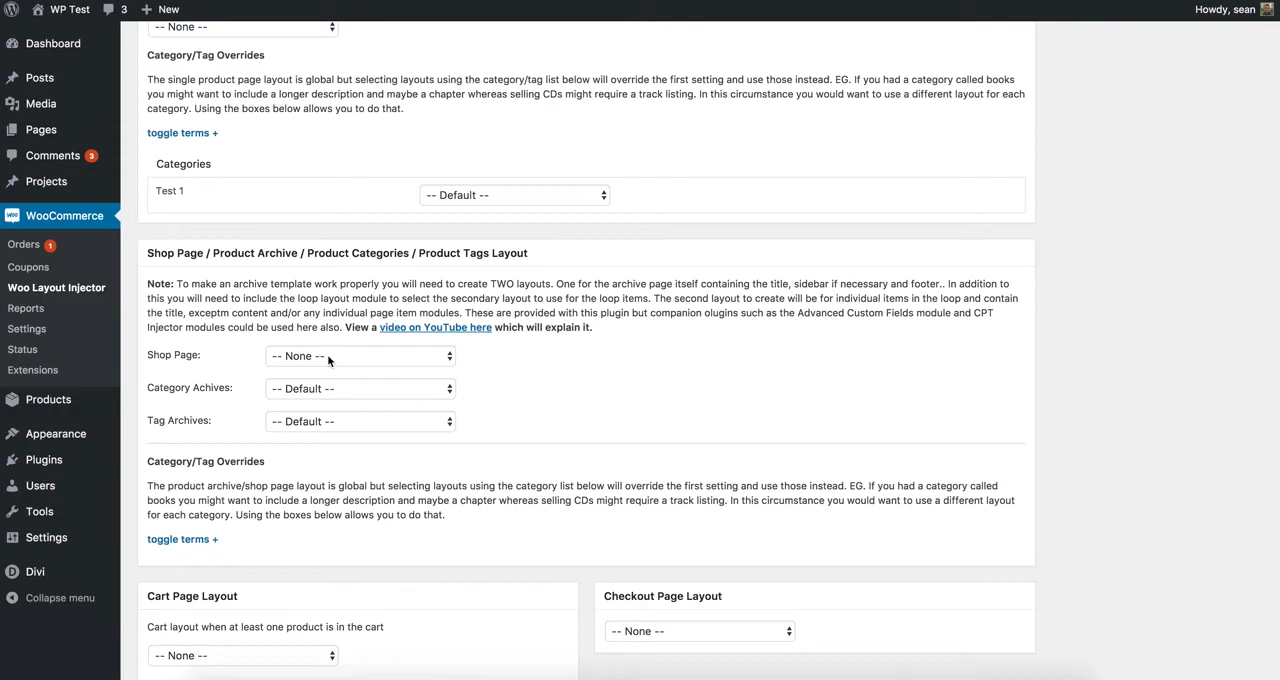 WP Test
3
New
Howdy, sean
Dashboard
Posts
Media
Pages
Comments 3
Projects
WooCommerce
Orders 1
Coupons
Woo Layout Injector
Reports
Settings
Status
Extensions
Products
Appearance
Plugins
Users
Tools
Settings
Divi
Collapse menu
-- None --
Category/Tag Overrides
The single product page layout is global but selecting layouts using the category/tag list below will override the first setting and use those instead. EG. If you had a category called books
you might want to include a longer description and maybe a chapter whereas selling CDs might require a track listing. In this circumstance you would want to use a different layout for each
category. Using the boxes below allows you to do that.
toggle terms +
Categories
Test 1
-- Default --
Shop Page / Product Archive / Product Categories / Product Tags Layout
Note: To make an archive template work properly you will need to create TWO layouts. One for the archive page itself containing the title, sidebar if necessary and footer.. In addition to
this you will need to include the loop layout module to select the secondary layout to use for the loop items. The second layout to create will be for individual items in the loop and contain
the title, exceptm content and/or any individual page item modules. These are provided with this plugin but companion olugins such as the Advanced Custom Fields module and CPT
Injector modules could be used here also. View a video on YouTube here which will explain it.
Shop Page:
-- None --
Category Achives:
-- Default --
Tag Archives:
-- Default --
Category/Tag Overrides
The product archive/shop page layout is global but selecting layouts using the category list below will override the first setting and use those instead. EG. If you had a category called
books you might want to include a longer description and maybe a chapter whereas selling CDs might require a track listing. In this circumstance you would want to use a different layout
for each category. Using the boxes below allows you to do that.
toggle terms +
Cart Page Layout
Cart layout when at least one product is in the cart
-- None --
Checkout Page Layout
-- None --